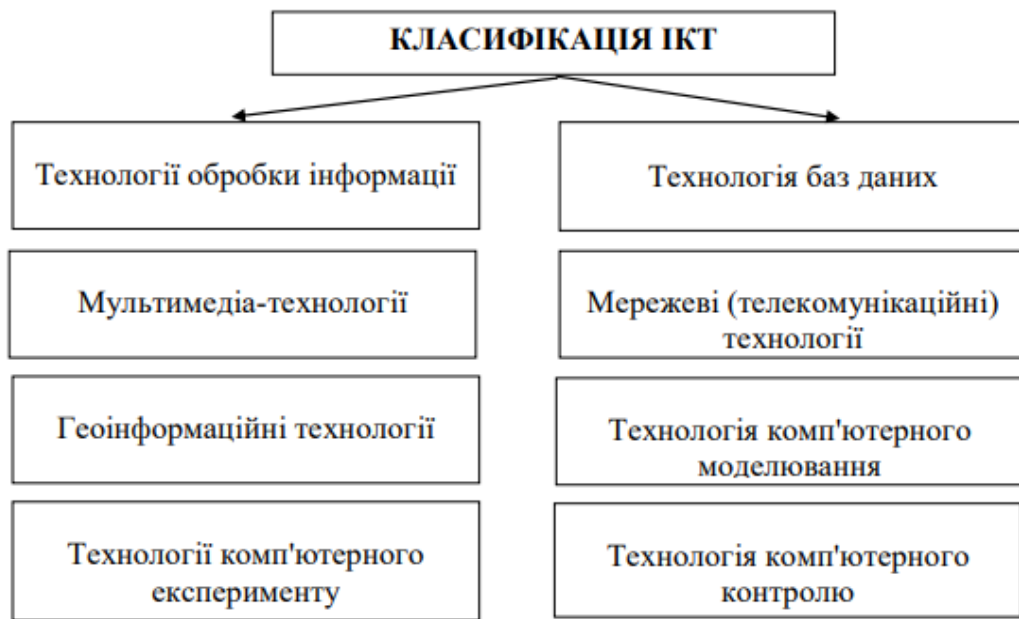 КЛАСИФІКАЦІЯ ІКТ
Технології обробки інформації
Технологія баз даних
Мультимедіа-технології
Мережеві (телекомунікаційні)
технології
Геоінформаційні технології
Технологія комп'ютерного
моделювання
Технології комп'ютерного
експерименту
Технологія комп'ютерного
контролю